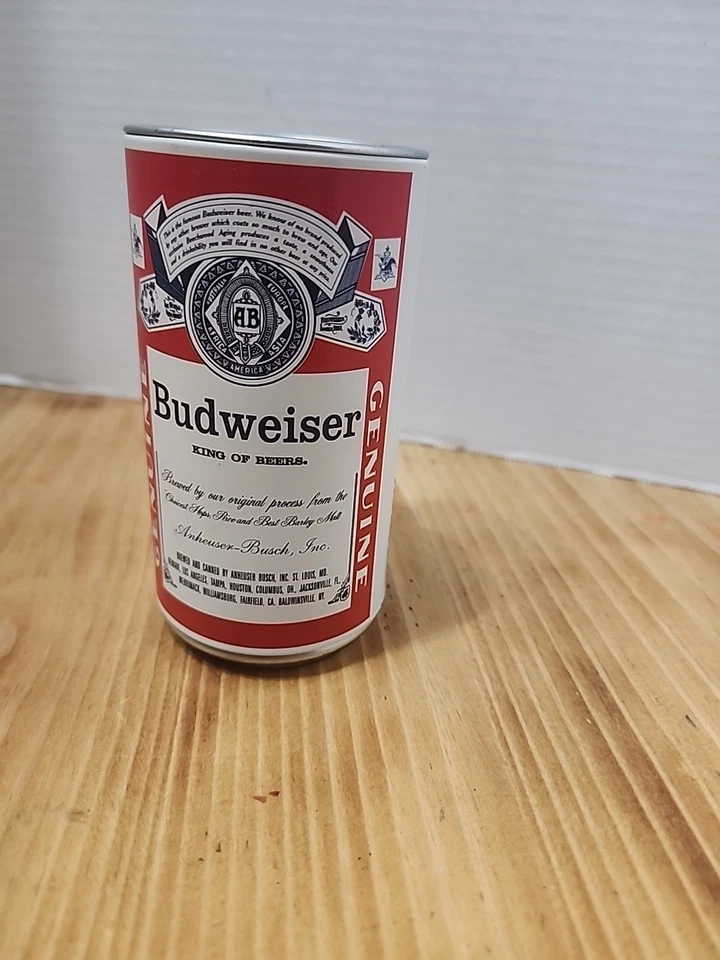 This is the famous Budweiser beer. We know of no brand produced
by any other brewer which costs so much to brew and age. Our
exclusive Beechwood Aging produces a taste, a smoothness
and a drinkability you will find in no other beer at any price.
AUSTRALIA
EUROPE
AB
AFRICA
ASIA
AMERICA
Budweiser
KING OF BEERS.
Brewed by our original process from the
Choicest Hops, Rice and Best Barley Malt
Anheuser-Busch, Inc.
BREWED AND CANNED BY ANHEUSER BUSCH, INC. ST. LOUIS, MO.
NEWARK, LOS ANGELES, TAMPA, HOUSTON, COLUMBUS, OH., JACKSONVILLE, FL.,
MERRIMACK, WILLIAMSBURG, FAIRFIELD, CA. BALDWINSVILLE, NY.
GENUINE
GENUINE